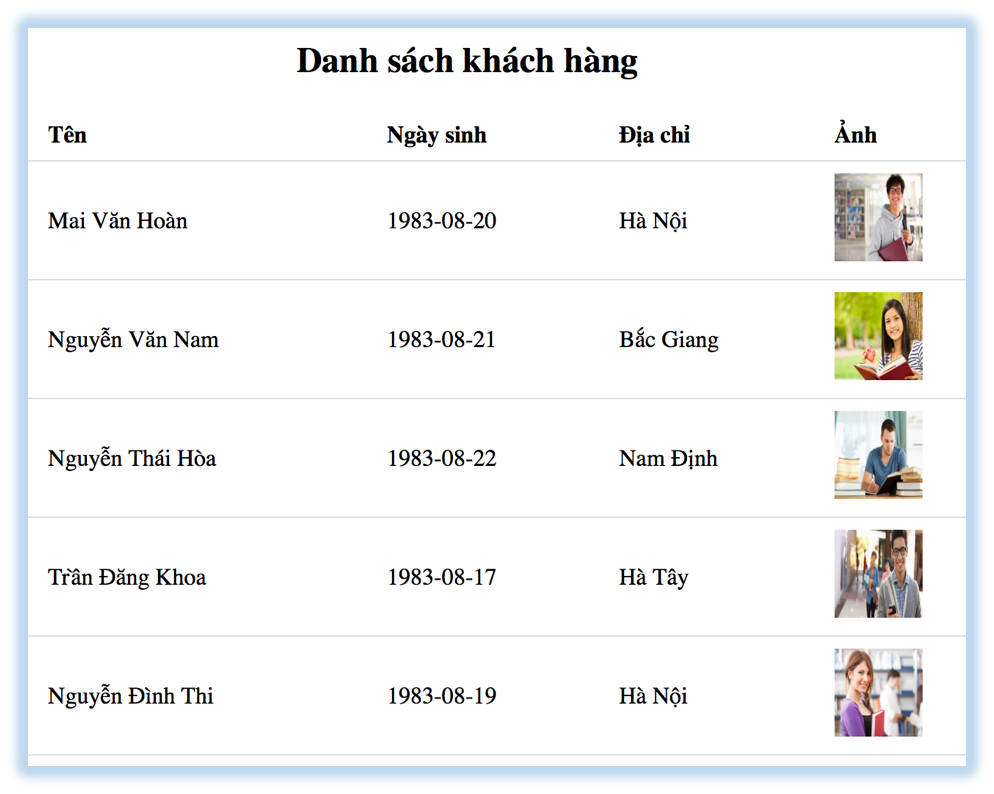 Danh sách khách hàng
Tên Ngày sinh Địa chỉ Ảnh
Mai Văn Hoàn 1983-08-20 Hà Nội
Nguyễn Văn Nam 1983-08-21 Bắc Giang
Nguyễn Thái Hòa 1983-08-22 Nam Định
Trần Đăng Khoa 1983-08-17 Hà Tây
Nguyễn Đình Thi 1983-08-19 Hà Nội